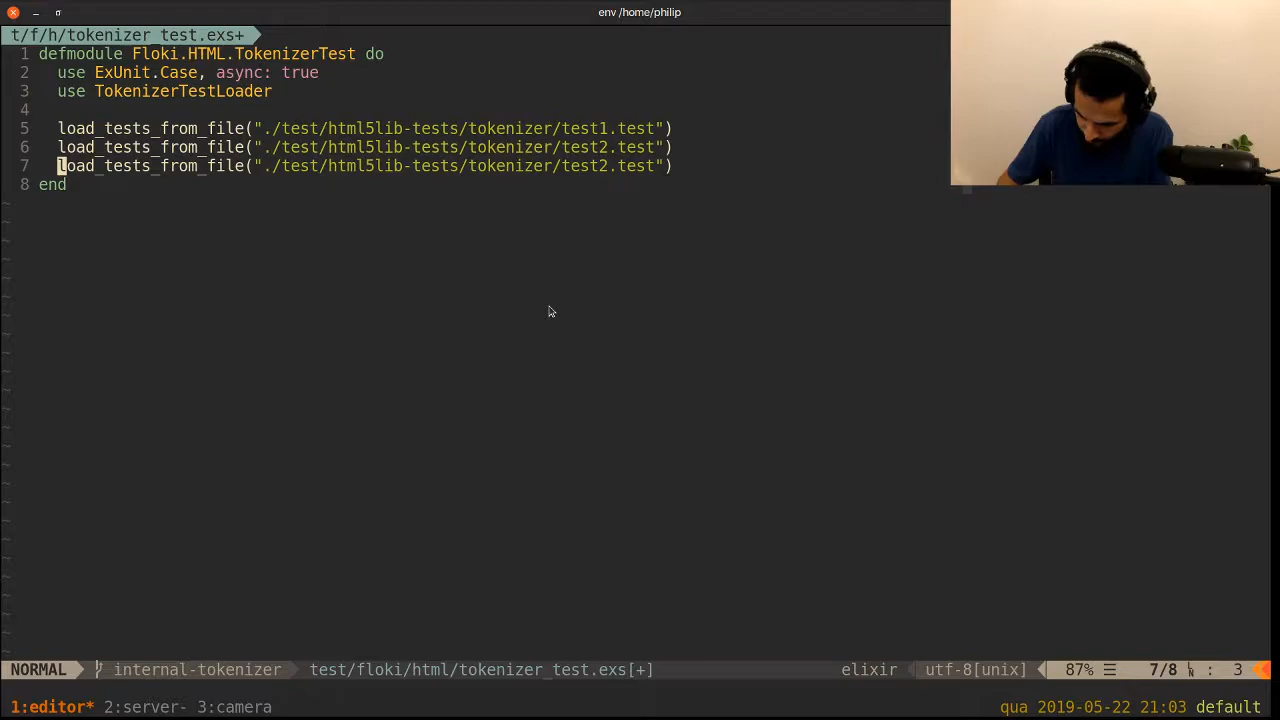 env /home/philip
t/f/h/tokenizer_test.exs+
1 defmodule Floki.HTML.TokenizerTest do
2   use ExUnit.Case, async: true
3   use TokenizerTestLoader
4
5   load_tests_from_file("./test/html5lib-tests/tokenizer/test1.test")
6   load_tests_from_file("./test/html5lib-tests/tokenizer/test2.test")
7   load_tests_from_file("./test/html5lib-tests/tokenizer/test2.test")
8 end
NORMAL internal-tokenizer test/floki/html/tokenizer_test.exs[+] elixir utf-8[unix] 87% ☰ 7/8 : 3
1:editor* 2:server- 3:camera qua 2019-05-22 21:03 default